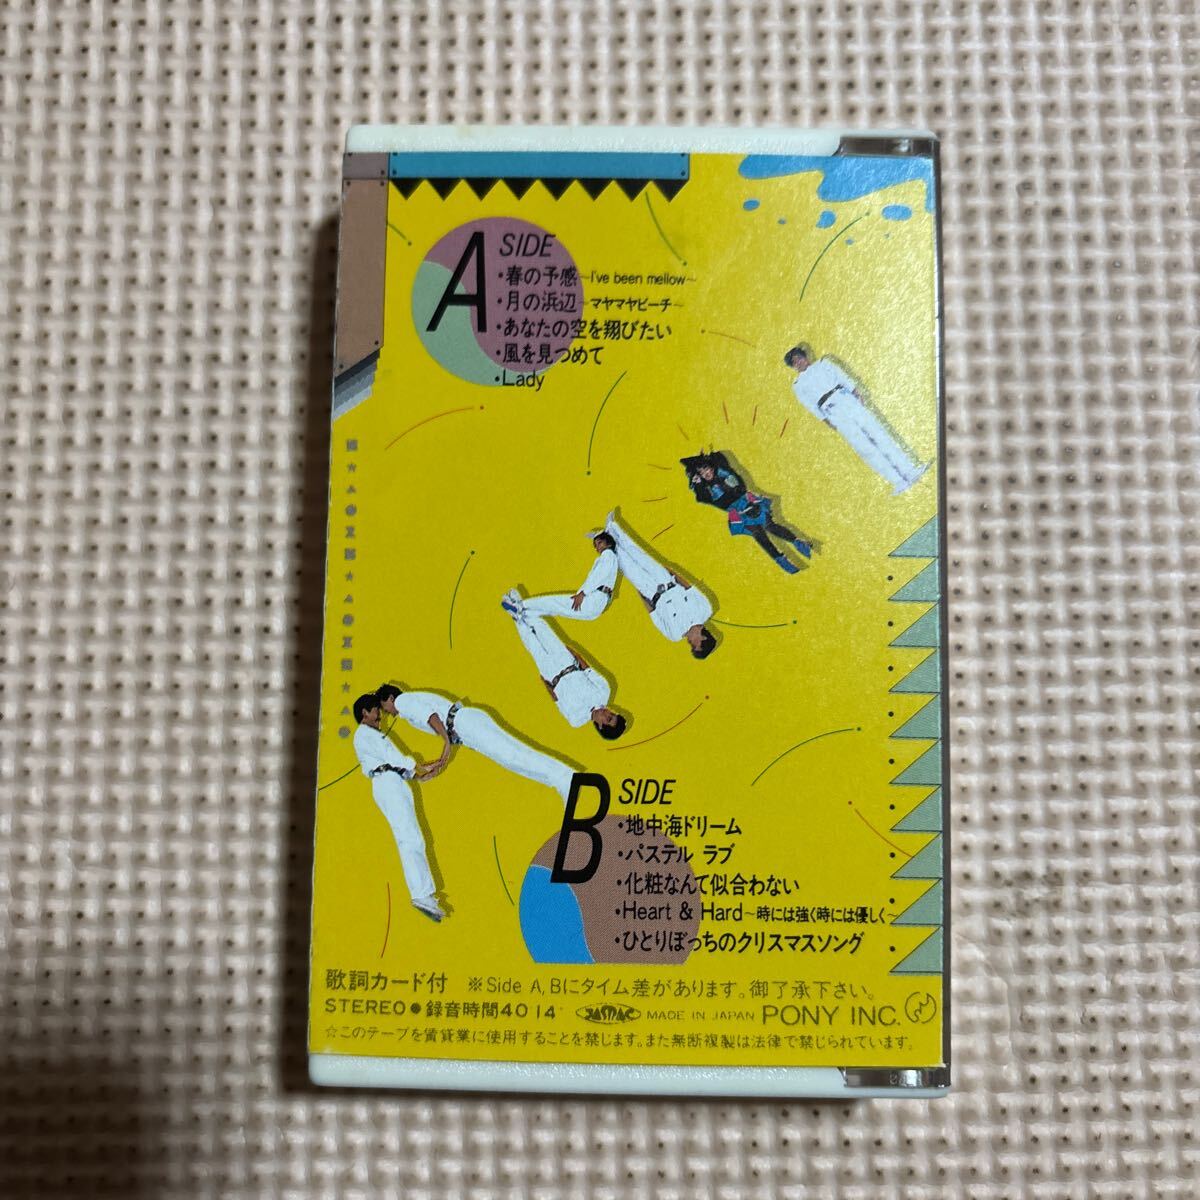 A SIDE
・春の予感～I've been mellow～
・月の浜辺～マヤマヤビーチ～
・あなたの空を翔びたい
・風を見つめて
・Lady
B SIDE
・地中海ドリーム
・パステル ラブ
・化粧なんて似合わない
・Heart & Hard～時には強く時には優しく～
・ひとりぼっちのクリスマスソング
歌詞カード付 ※Side A, Bにタイム差があります。御了承下さい。
STEREO●録音時間40'14" JASRAC MADE IN JAPAN PONY INC.
☆このテープを賃貸業に使用することを禁じます。また無断複製は法律で禁じられています。